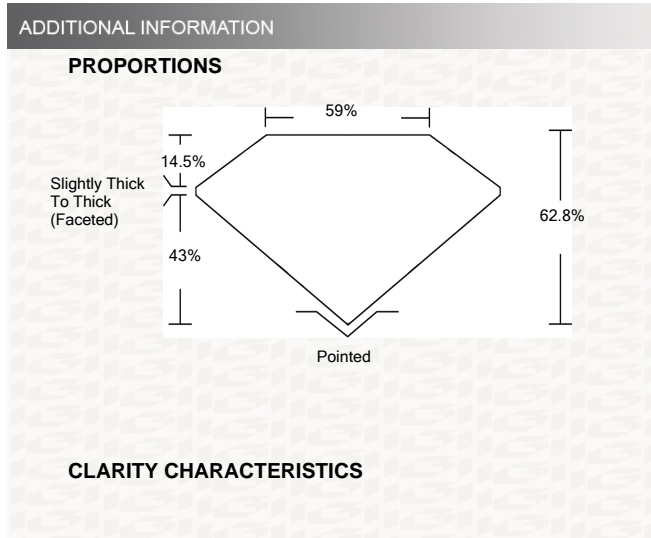 ADDITIONAL INFORMATION
PROPORTIONS
59%
14.5%
Slightly Thick
To Thick
(Faceted)
62.8%
43%
Pointed
CLARITY CHARACTERISTICS